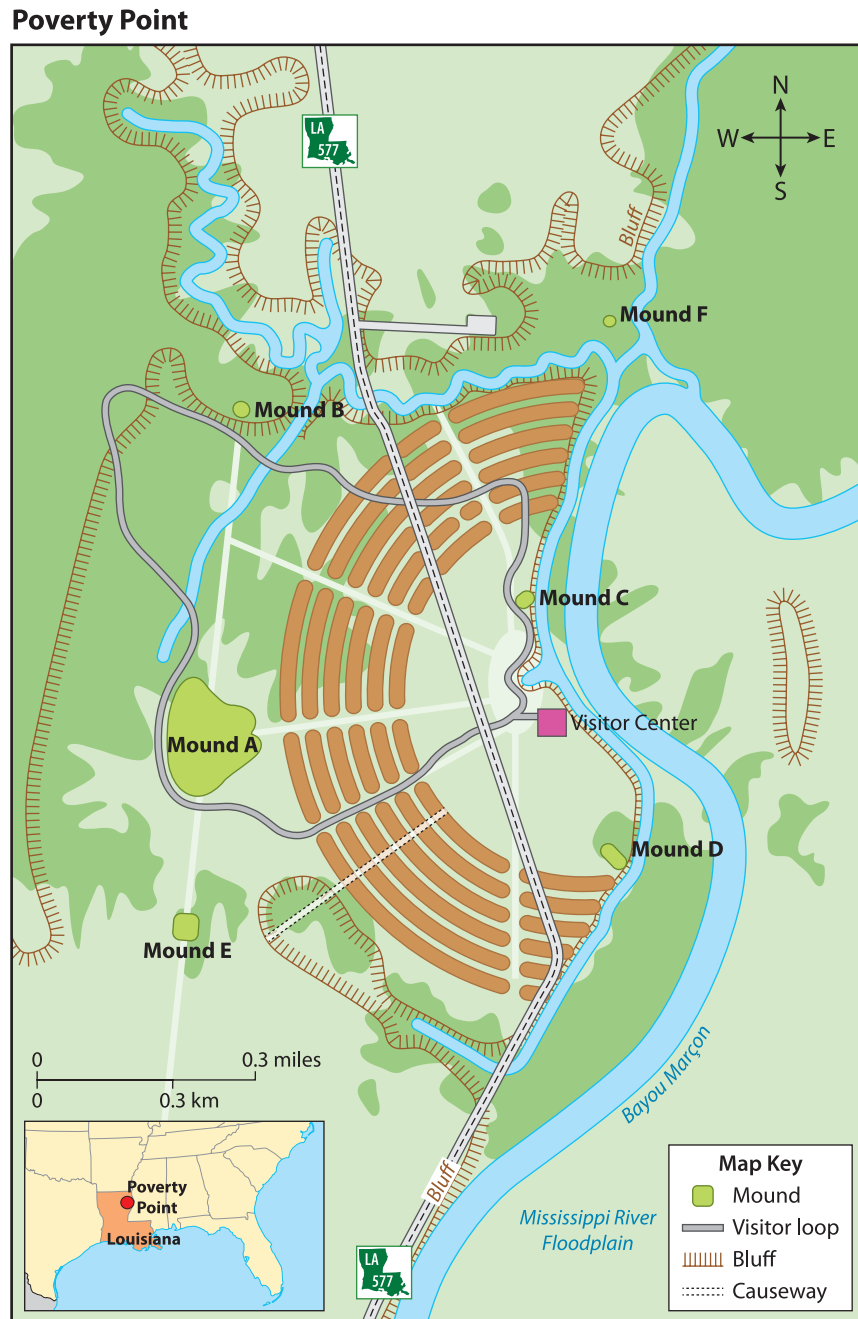 Poverty Point
LA
577
N
W E
S
Bluff
Mound F
Mound B
Mound C
Mound A
Visitor Center
Mound D
Mound E
0 0.3 miles
0 0.3 km
Bayou Marçon
Poverty
Point
Louisiana
Bluff
Mississippi River
Floodplain
LA
577
Map Key
Mound
Visitor loop
Bluff
Causeway